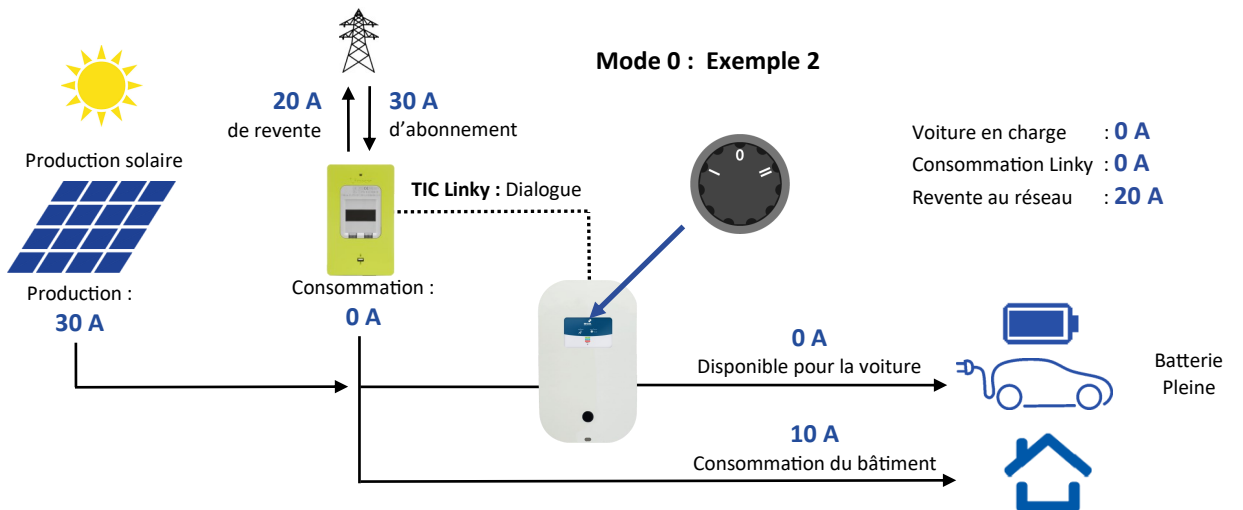 Mode 0 : Exemple 2
20 A
de revente
30 A
d'abonnement
Production solaire
TIC Linky : Dialogue
I
0
II
Voiture en charge : 0 A
Consommation Linky : 0 A
Revente au réseau : 20 A
Production :
30 A
Consommation :
0 A
0 A
Disponible pour la voiture
Batterie
Pleine
10 A
Consommation du bâtiment